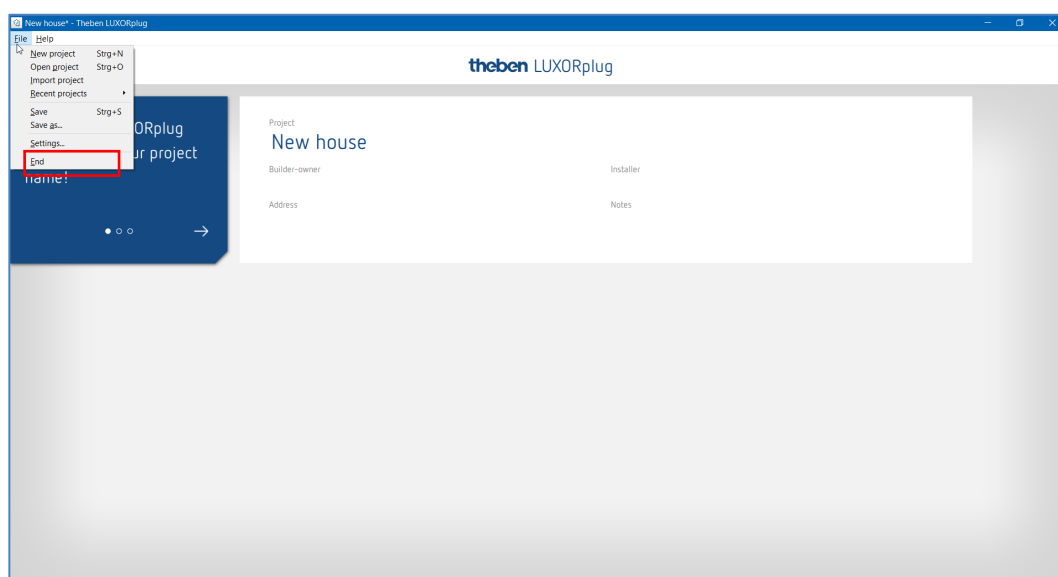 New house* - Theben LUXORplug
File Help
theben LUXORplug
New project Strg+N
Open project Strg+O
Import project
Recent projects
Save Strg+S
Save as...
Settings...
End
ORplug
ur project
name!
Project
New house
Builder-owner
Installer
Address
Notes